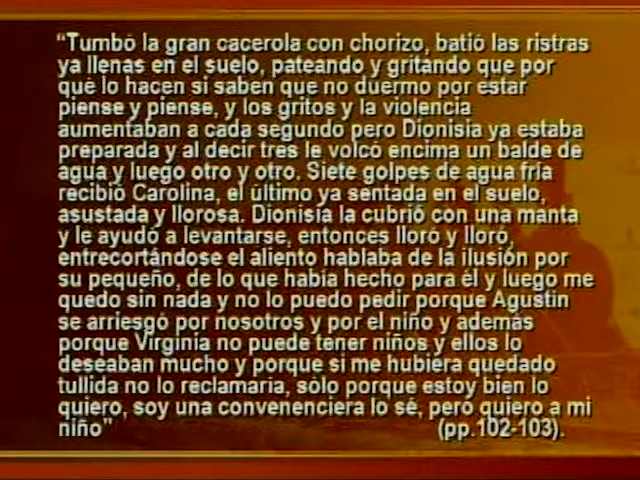 "Tumbó la gran cacerola con chorizo, batió las ristras
ya llenas en el suelo, pateando y gritando que por
qué lo hacen si saben que no duermo por estar
piense y piense, y los gritos y la violencia
aumentaban a cada segundo pero Dionisia ya estaba
preparada y al decir tres le volcó encima un balde de
agua y luego otro y otro. Siete golpes de agua fría
recibió Carolina, el último ya sentada en el suelo,
asustada y llorosa. Dionisia la cubrió con una manta
y le ayudó a levantarse, entonces lloró y lloró,
entrecortándose el aliento hablaba de la ilusión por
su pequeño, de lo que había hecho para él y luego me
quedo sin nada y no lo puedo pedir porque Agustín
se arriesgó por nosotros y por el niño y además
porque Virginia no puede tener niños y ellos lo
deseaban mucho y porque si me hubiera quedado
tullida no lo reclamaría, sólo porque estoy bien lo
quiero, soy una convenenciera lo sé, pero quiero a mi
niño" (pp.102-103).